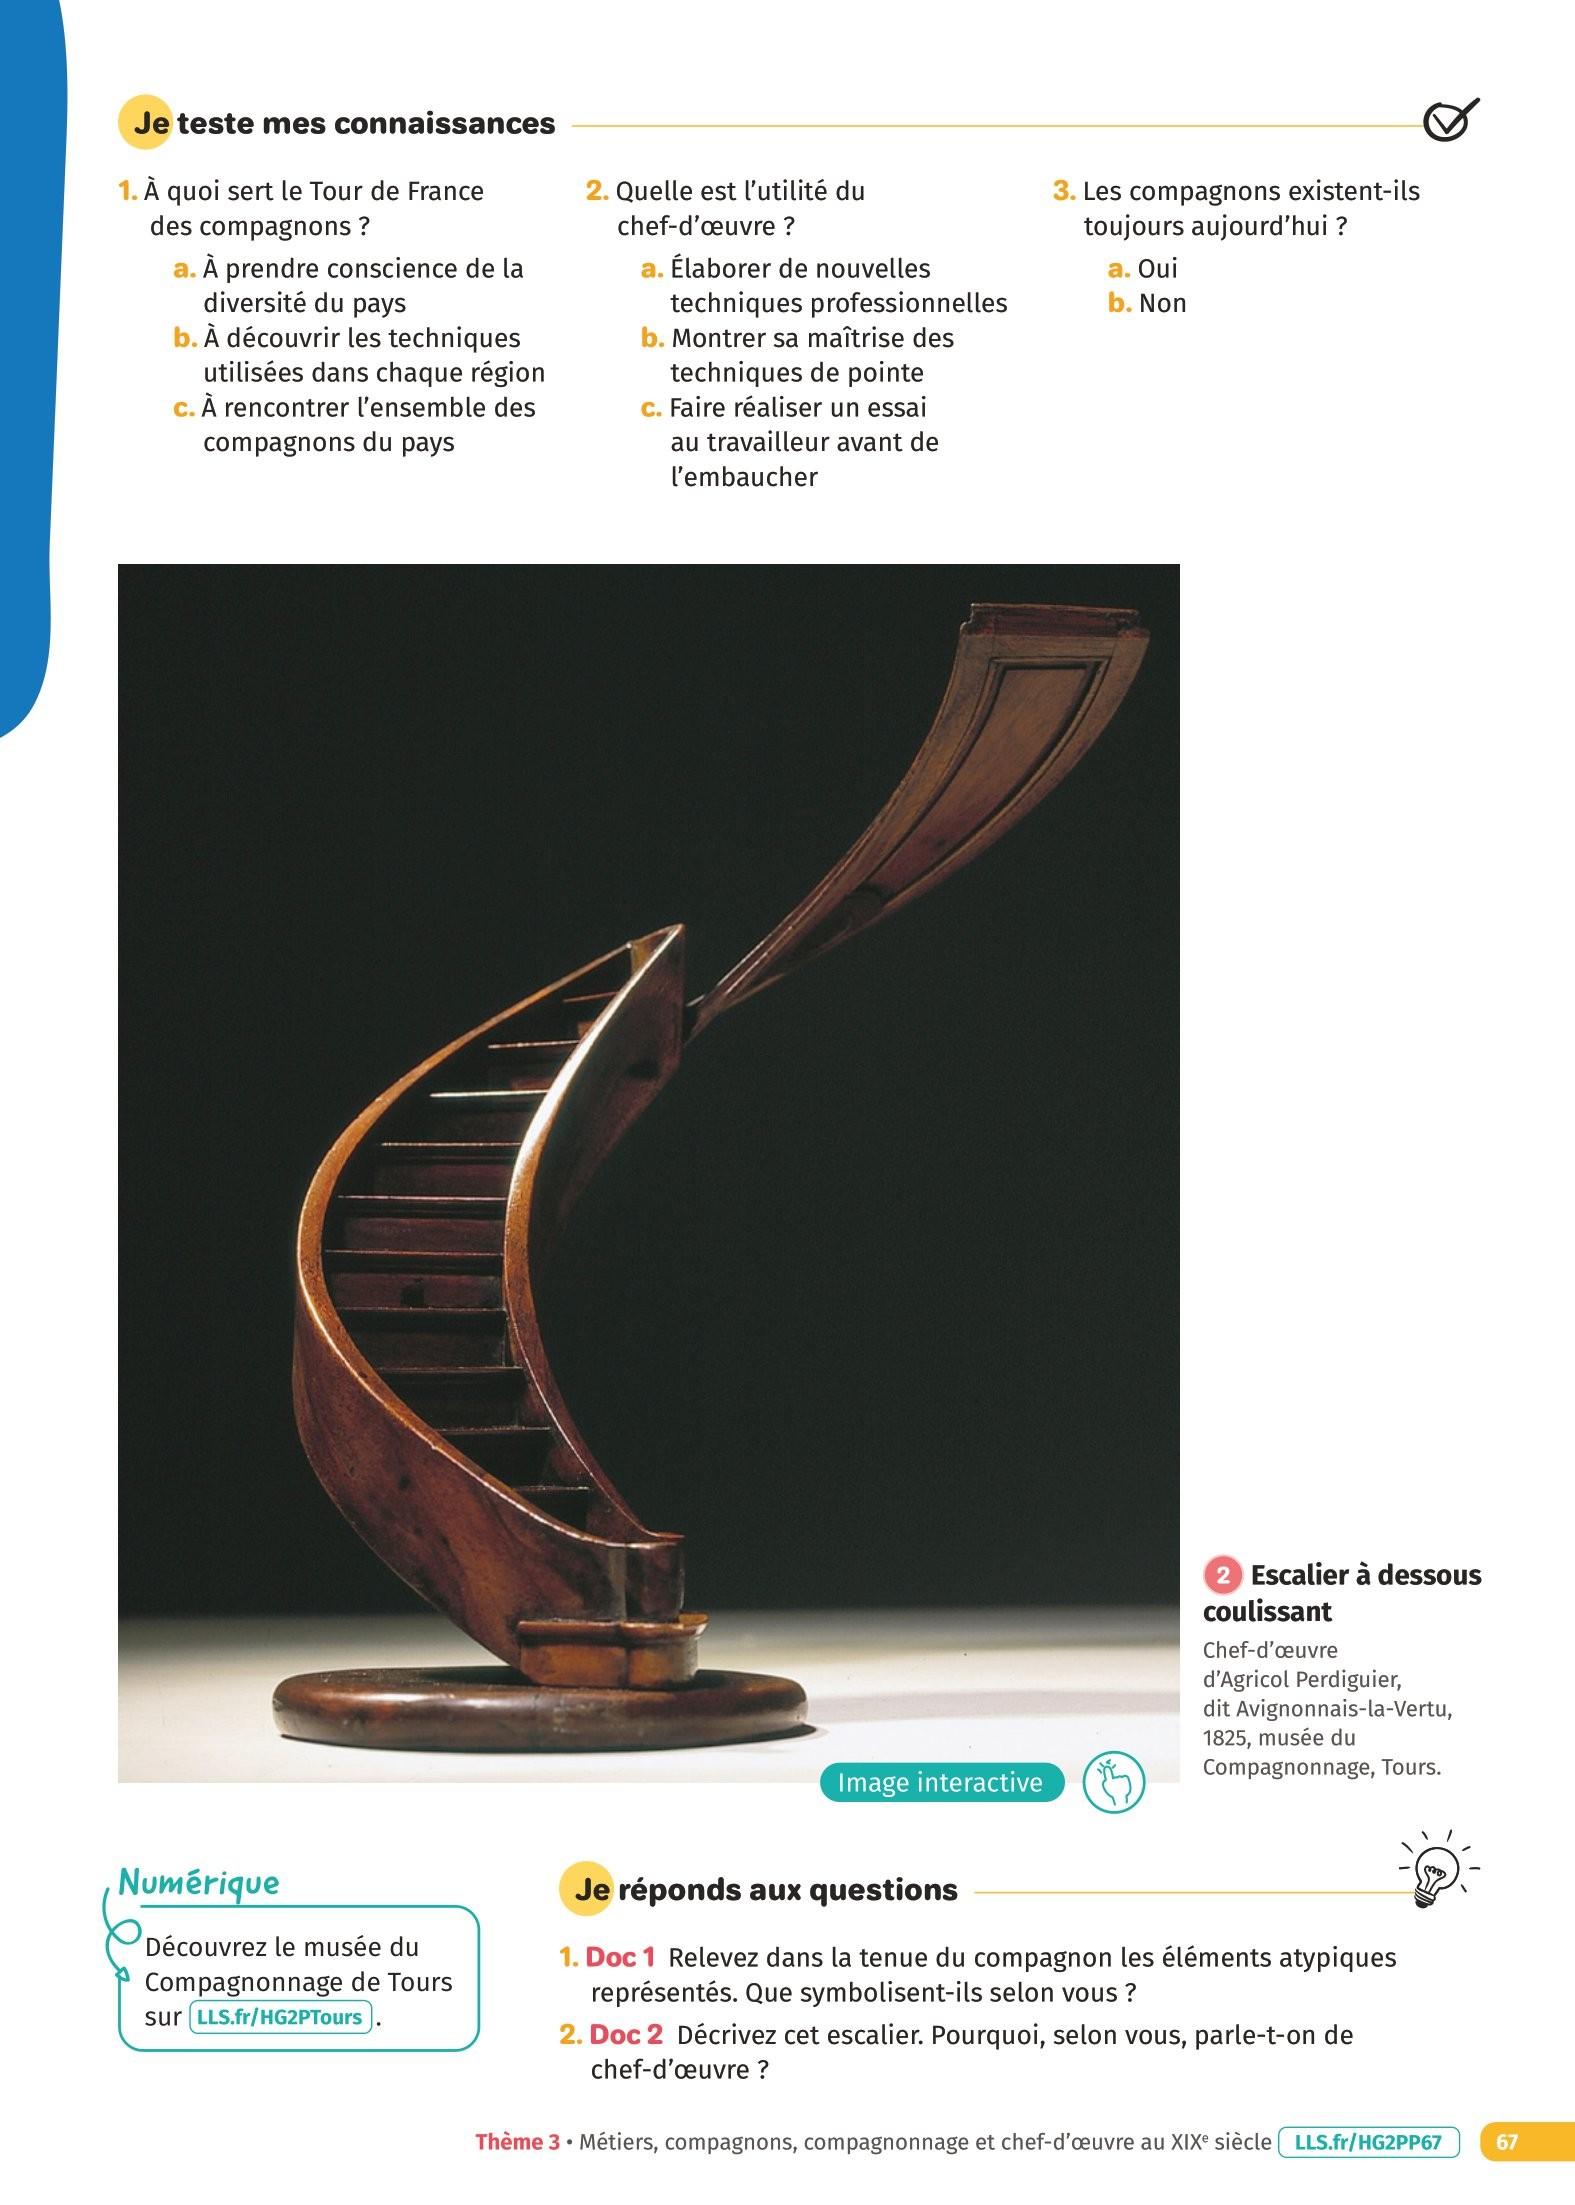 Je teste mes connaissances
1. À quoi sert le Tour de France
des compagnons ?
a. À prendre conscience de la
diversité du pays
b. À découvrir les techniques
utilisées dans chaque région
c. À rencontrer l’ensemble des
compagnons du pays
2. Quelle est l’utilité du
chef-d’œuvre ?
a. Élaborer de nouvelles
techniques professionnelles
b. Montrer sa maîtrise des
techniques de pointe
c. Faire réaliser un essai
au travailleur avant de
l’embaucher
3. Les compagnons existent-ils
toujours aujourd’hui ?
a. Oui
b. Non
2 Escalier à dessous
coulissant
Chef-d’œuvre
d’Agricol Perdiguier,
dit Avignonnais-la-Vertu,
1825, musée du
Compagnonnage, Tours.
Image interactive
Numérique
Découvrez le musée du
Compagnonnage de Tours
sur LLS.fr/HG2PTours .
Je réponds aux questions
1. Doc 1 Relevez dans la tenue du compagnon les éléments atypiques
représentés. Que symbolisent-ils selon vous ?
2. Doc 2 Décrivez cet escalier. Pourquoi, selon vous, parle-t-on de
chef-d’œuvre ?
Thème 3 • Métiers, compagnons, compagnonnage et chef-d’œuvre au XIXe siècle LLS.fr/HG2PP67 67